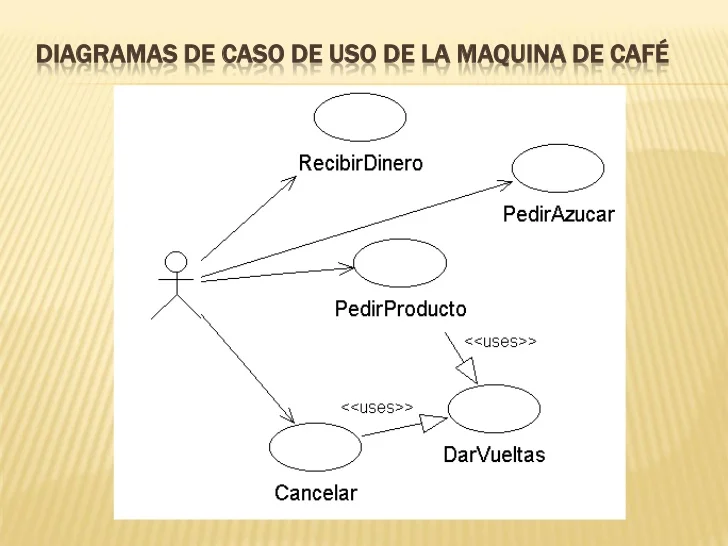 DIAGRAMAS DE CASO DE USO DE LA MAQUINA DE CAFÉ
RecibirDinero
PedirAzucar
PedirProducto
<<uses>>
<<uses>>
DarVueltas
Cancelar